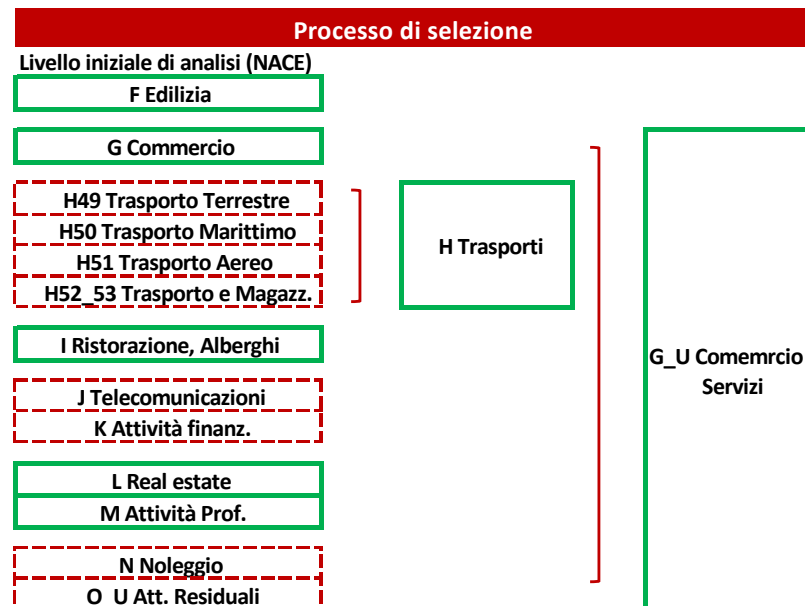 Processo di selezione
Livello iniziale di analisi (NACE)
F Edilizia
G Commercio
H49 Trasporto Terrestre
H50 Trasporto Marittimo
H51 Trasporto Aereo
H52_53 Trasporto e Magazz.
H Trasporti
I Ristorazione, Alberghi
G_U Comemrcio
Servizi
J Telecomunicazioni
K Attività finanz.
L Real estate
M Attività Prof.
N Noleggio
O_U Att. Residuali